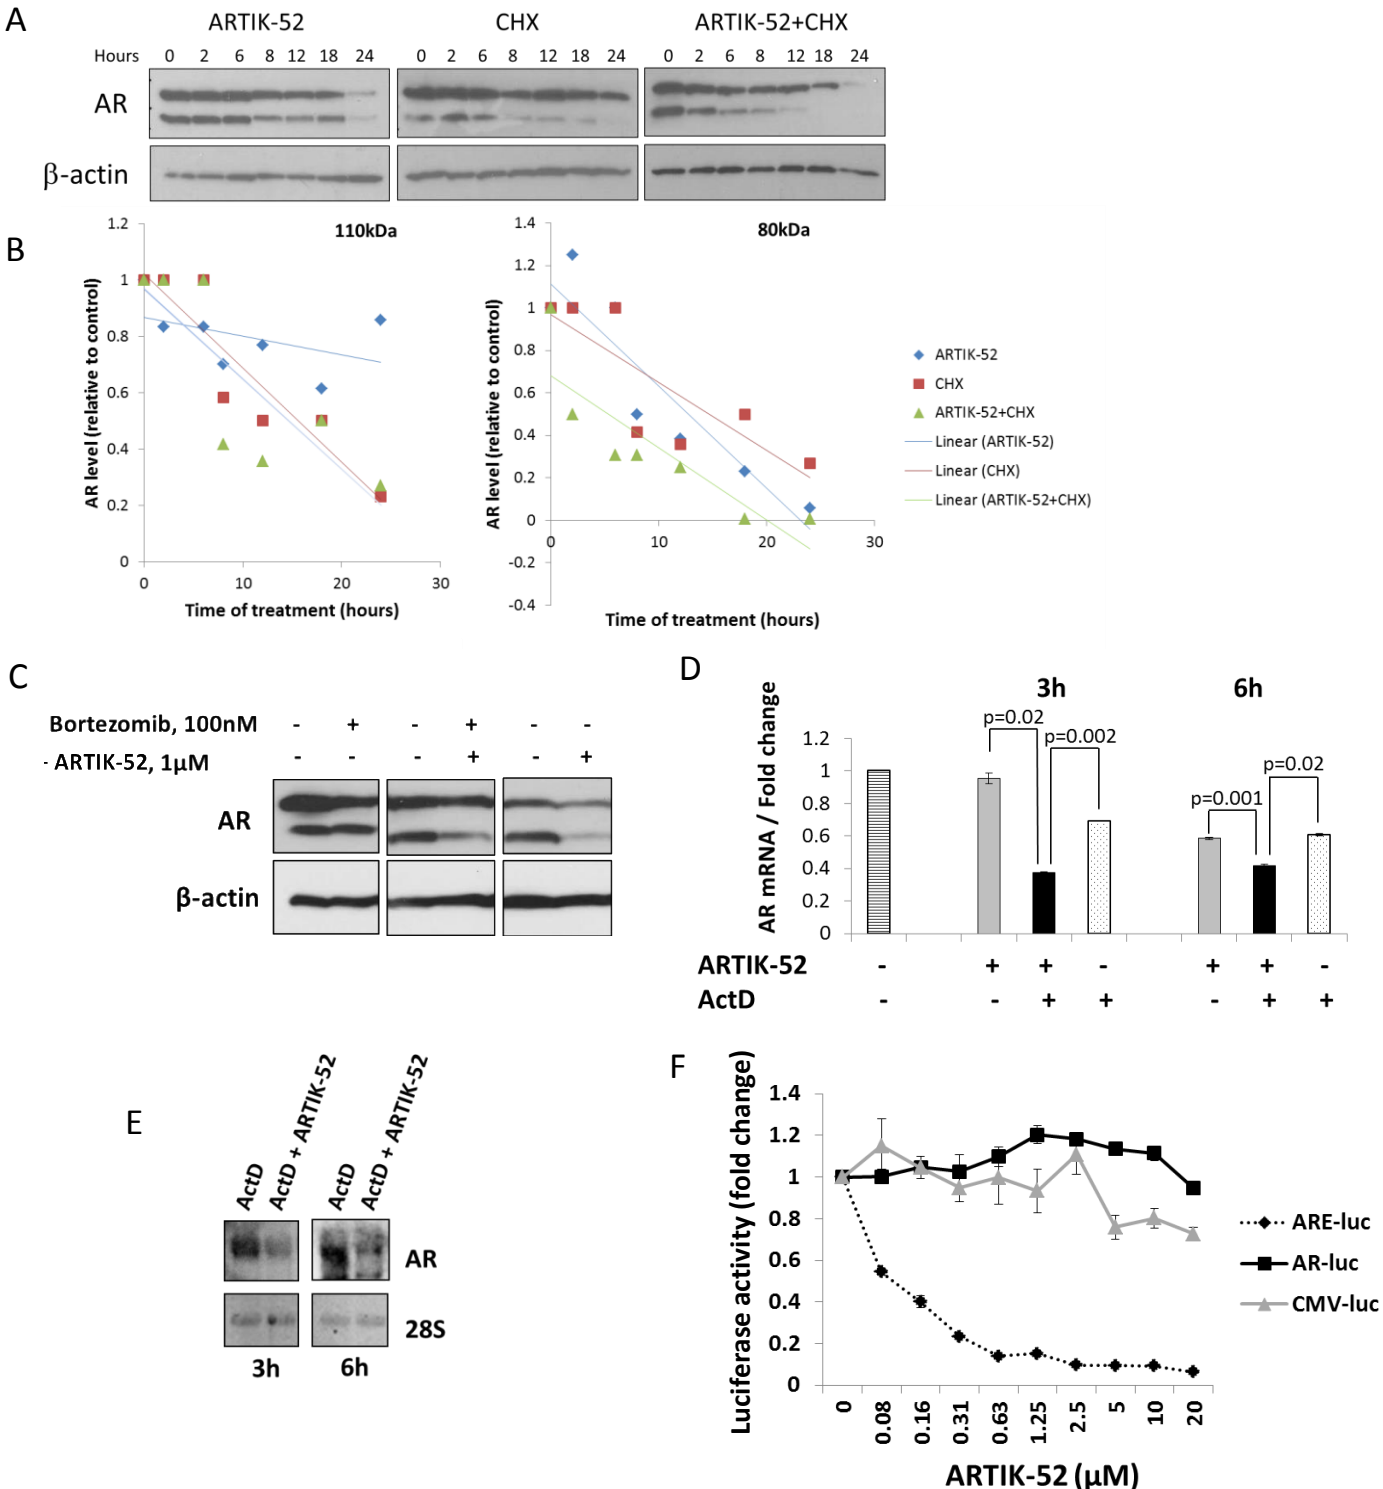 A
ARTIK-52 CHX ARTIK-52+CHX
Hours 0 2 6 8 12 18 24 0 2 6 8 12 18 24 0 2 6 8 12 18 24
AR
β-actin
B
110kDa
1.2
1
0.8
0.6
0.4
0.2
0
0 10 20 30
AR level (relative to control)
Time of treatment (hours)
80kDa
1.4
1.2
1
0.8
0.6
0.4
0.2
0
-0.2
-0.4
0 10 20 30
AR level (relative to control)
Time of treatment (hours)
ARTIK-52
CHX
ARTIK-52+CHX
Linear (ARTIK-52)
Linear (CHX)
Linear (ARTIK-52+CHX)
C
Bortezomib, 100nM - + - + - -
- ARTIK-52, 1μM - - - + - +
AR
β-actin
D
3h 6h
p=0.02
p=0.002
p=0.001
p=0.02
AR mRNA / Fold change
1.2
1
0.8
0.6
0.4
0.2
0
ARTIK-52 - + + - + + -
ActD - - + + - + +
E
ActD
ActD + ARTIK-52
ActD
ActD + ARTIK-52
AR
28S
3h 6h
F
Luciferase activity (fold change)
1.4
1.2
1
0.8
0.6
0.4
0.2
0
0 0.08 0.16 0.31 0.63 1.25 2.5 5 10 20
ARTIK-52 (μM)
ARE-luc
AR-luc
CMV-luc